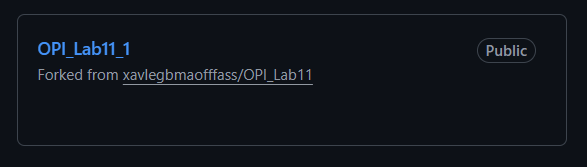 OPI_Lab11_1
Public
Forked from xavlegbmaofffass/OPI_Lab11